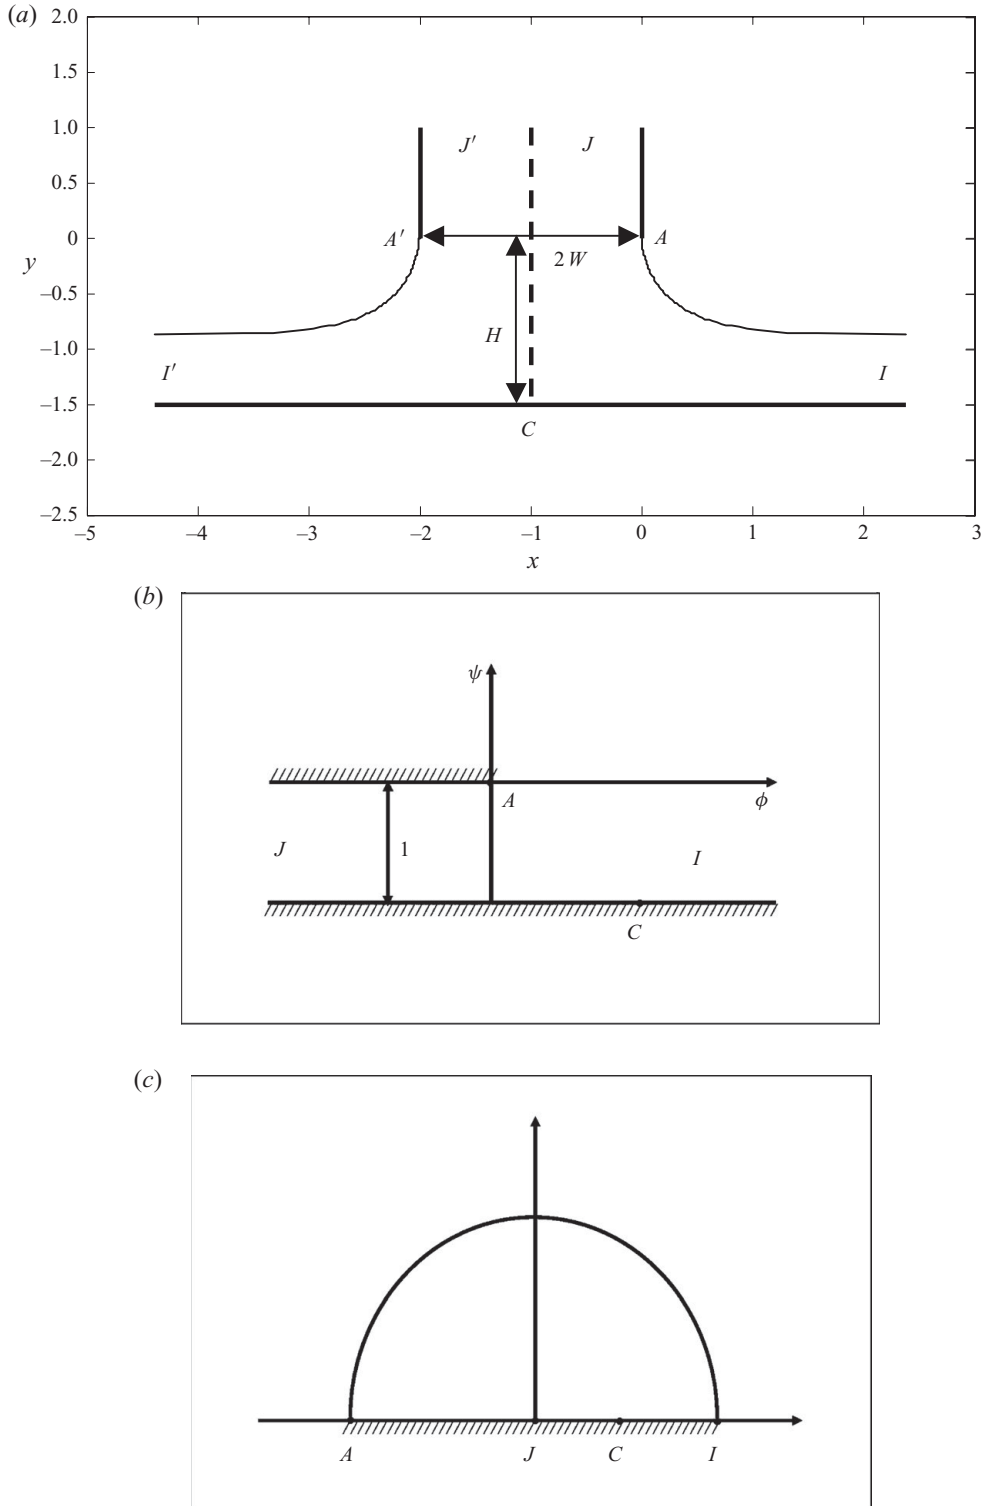 (a)
2.0
1.5
1.0
0.5
0
–0.5
–1.0
–1.5
–2.0
–2.5
y
J′ J
A′ A
2 W
H
I′ I
C
–5 –4 –3 –2 –1 0 1 2 3
x
(b)
ψ
A ϕ
J 1 I
C
(c)
A J C I